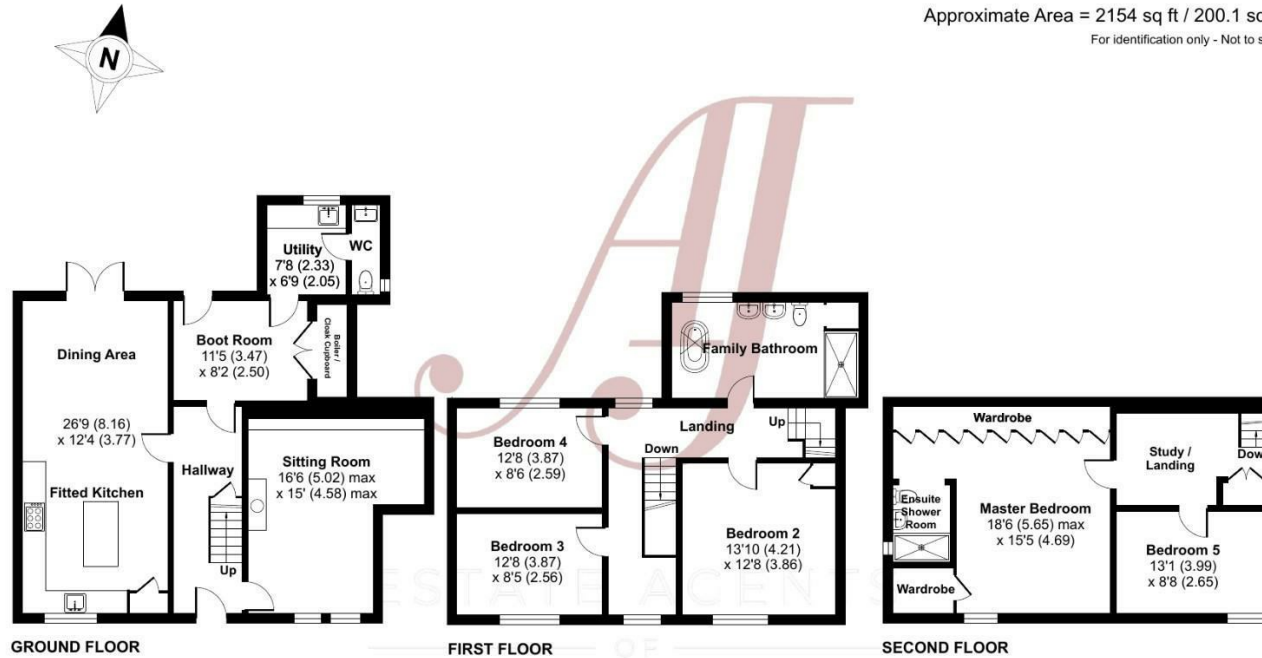 Approximate Area = 2154 sq ft / 200.1 sq
For identification only - Not to s
N
AJ
ESTATE AGENTS
OF
Utility
7'8 (2.33)
x 6'9 (2.05)
WC
Boot Room
11'5 (3.47)
x 8'2 (2.50)
Boiler /
Cloak Cupboard
Dining Area
26'9 (8.16)
x 12'4 (3.77)
Fitted Kitchen
Hallway
Up
Sitting Room
16'6 (5.02) max
x 15' (4.58) max
GROUND FLOOR
Family Bathroom
Landing
Up
Down
Bedroom 4
12'8 (3.87)
x 8'6 (2.59)
Bedroom 3
12'8 (3.87)
x 8'5 (2.56)
Bedroom 2
13'10 (4.21)
x 12'8 (3.86)
FIRST FLOOR
Wardrobe
Study /
Landing
Dow
Ensuite
Shower
Room
Master Bedroom
18'6 (5.65) max
x 15'5 (4.69)
Wardrobe
Bedroom 5
13'1 (3.99)
x 8'8 (2.65)
SECOND FLOOR